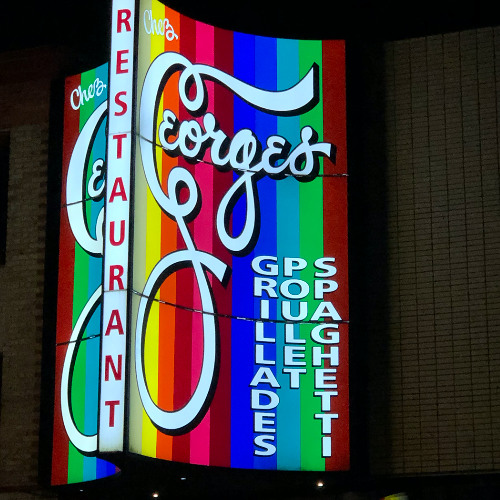 Chez
RESTAURANT
Chez
Georges
GRILLADES
POULET
SPAGHETTI